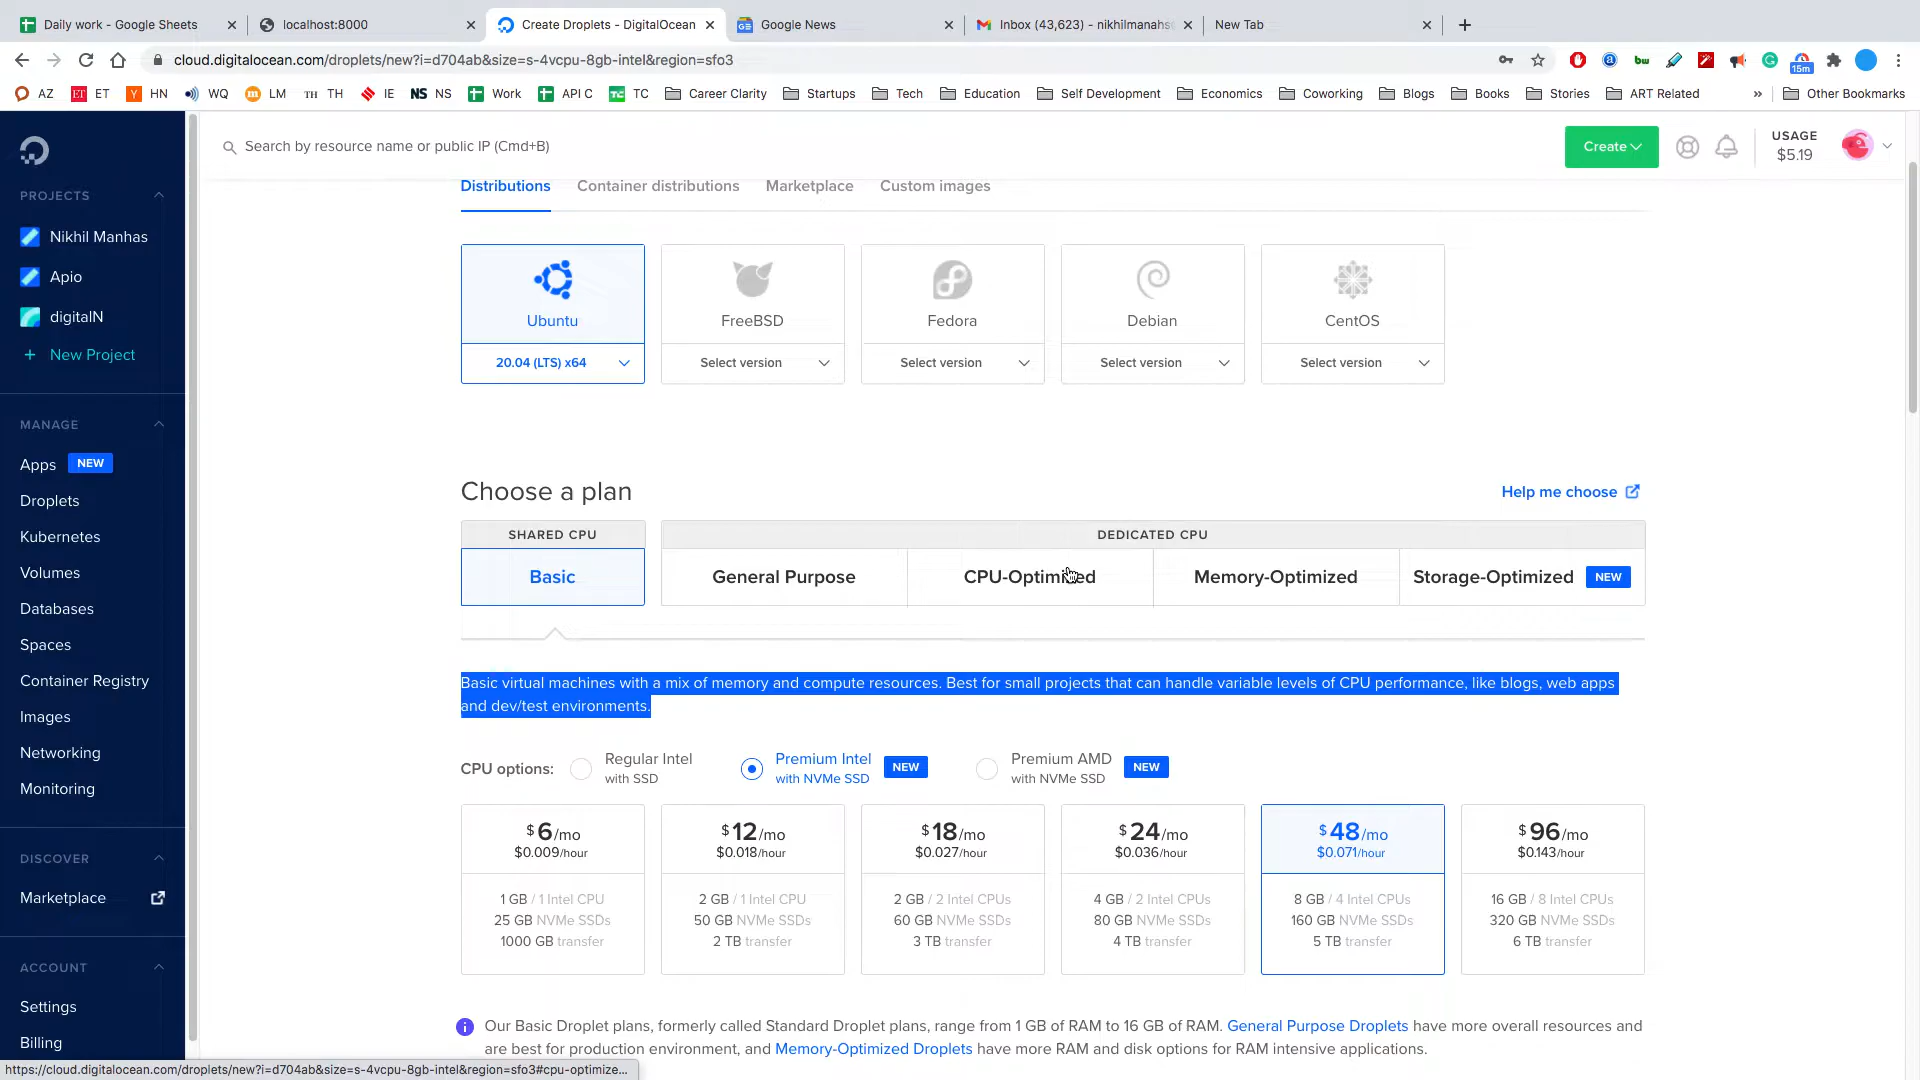 Daily work - Google Sheets
localhost:8000
Create Droplets - DigitalOcean
Google News
Inbox (43,623) - nikhilmanahs
New Tab
cloud.digitalocean.com/droplets/new?i=d704ab&size=s-4vcpu-8gb-intel&region=sfo3
bw
15m
AZ
ET ET
Y HN
WQ
m LM
TH TH
IE
NS NS
Work
API C
TC TC
Career Clarity
Startups
Tech
Education
Self Development
Economics
Coworking
Blogs
Books
Stories
ART Related
»
Other Bookmarks
Search by resource name or public IP (Cmd+B)
Create
USAGE
$5.19
PROJECTS
Nikhil Manhas
Apio
digitalN
+ New Project
MANAGE
Apps NEW
Droplets
Kubernetes
Volumes
Databases
Spaces
Container Registry
Images
Networking
Monitoring
DISCOVER
Marketplace
ACCOUNT
Settings
Billing
Distributions
Container distributions
Marketplace
Custom images
Ubuntu
20.04 (LTS) x64
FreeBSD
Select version
Fedora
Select version
Debian
Select version
CentOS
Select version
Choose a plan
Help me choose
SHARED CPU
DEDICATED CPU
Basic
General Purpose
CPU-Optimized
Memory-Optimized
Storage-Optimized NEW
Basic virtual machines with a mix of memory and compute resources. Best for small projects that can handle variable levels of CPU performance, like blogs, web apps
and dev/test environments.
CPU options:
Regular Intel
with SSD
Premium Intel
with NVMe SSD
NEW
Premium AMD
with NVMe SSD
NEW
$6/mo
$0.009/hour
1 GB / 1 Intel CPU
25 GB NVMe SSDs
1000 GB transfer
$12/mo
$0.018/hour
2 GB / 1 Intel CPU
50 GB NVMe SSDs
2 TB transfer
$18/mo
$0.027/hour
2 GB / 2 Intel CPUs
60 GB NVMe SSDs
3 TB transfer
$24/mo
$0.036/hour
4 GB / 2 Intel CPUs
80 GB NVMe SSDs
4 TB transfer
$48/mo
$0.071/hour
8 GB / 4 Intel CPUs
160 GB NVMe SSDs
5 TB transfer
$96/mo
$0.143/hour
16 GB / 8 Intel CPUs
320 GB NVMe SSDs
6 TB transfer
Our Basic Droplet plans, formerly called Standard Droplet plans, range from 1 GB of RAM to 16 GB of RAM. General Purpose Droplets have more overall resources and
are best for production environment, and Memory-Optimized Droplets have more RAM and disk options for RAM intensive applications.
https://cloud.digitalocean.com/droplets/new?i=d704ab&size=s-4vcpu-8gb-intel&region=sfo3#cpu-optimize...